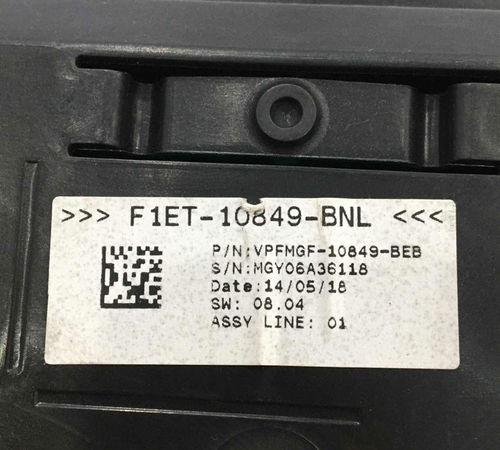 >>> F1ET-10849-BNL <<<
P/N:VPFMGF-10849-BEB
S/N:MGY06A36118
Date:14/05/18
SW: 08.04
ASSY LINE: 01